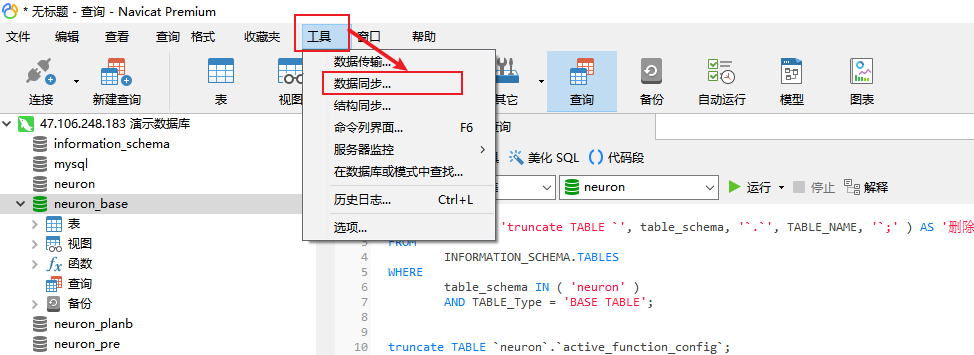 * 无标题 - 查询 - Navicat Premium
文件 编辑 查看 查询 格式 收藏夹 工具 窗口 帮助
连接 新建查询 表 视图 其它 查询 备份 自动运行 模型 图表
数据传输...
数据同步...
结构同步...
命令列界面... F6
服务器监控
在数据库或模式中查找...
历史日志... Ctrl+L
选项...
47.106.248.183 演示数据库
information_schema
mysql
neuron
neuron_base
表
视图
函数
查询
备份
neuron_planb
neuron_pre
美化 SQL 代码段
neuron 运行 停止 解释
'truncate TABLE `', table_schema, '`.`', TABLE_NAME, '`;' ) AS '删除
FROM
4 INFORMATION_SCHEMA.TABLES
5 WHERE
6 table_schema IN ( 'neuron' )
7 AND TABLE_Type = 'BASE TABLE';
8
9
10 truncate TABLE `neuron`.`active_function_config`;